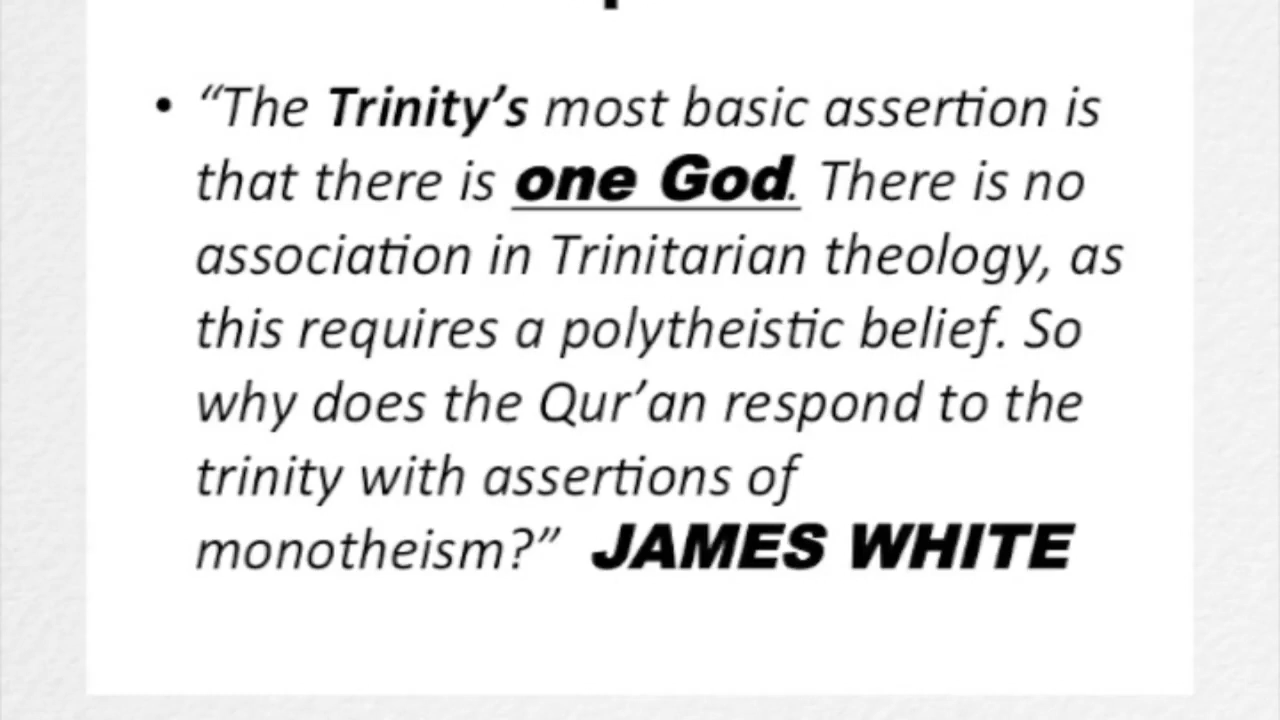 • “The Trinity’s most basic assertion is
that there is one God. There is no
association in Trinitarian theology, as
this requires a polytheistic belief. So
why does the Qur’an respond to the
trinity with assertions of
monotheism?” JAMES WHITE